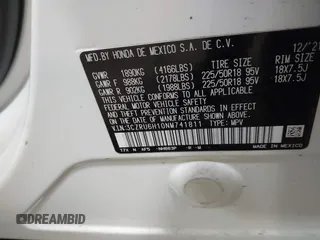 MFD.BY HONDA DE MEXICO S.A. DE C.V. 12/2
TIRE SIZE RIM SIZE
GVWR 1890KG (4166LBS)
GAWR F 988KG (2178LBS) 225/50R18 95V 18X7.5J
GAWR R 902KG (1988LBS) 225/50R18 95V 18X7.5J
THIS VEHICLE CONFORMS TO ALL APPLICABLE
FEDERAL MOTOR VEHICLE SAFETY AND THEFT
PREVENTION STANDARDS IN EFFECT ON THE DATE OF
MANUFACTURE SHOWN ABOVE.
V.I.N:3CZRU6H10NM741811 TYPE: MPV
MADE IN MEXICO
AUTOBIDMASTER